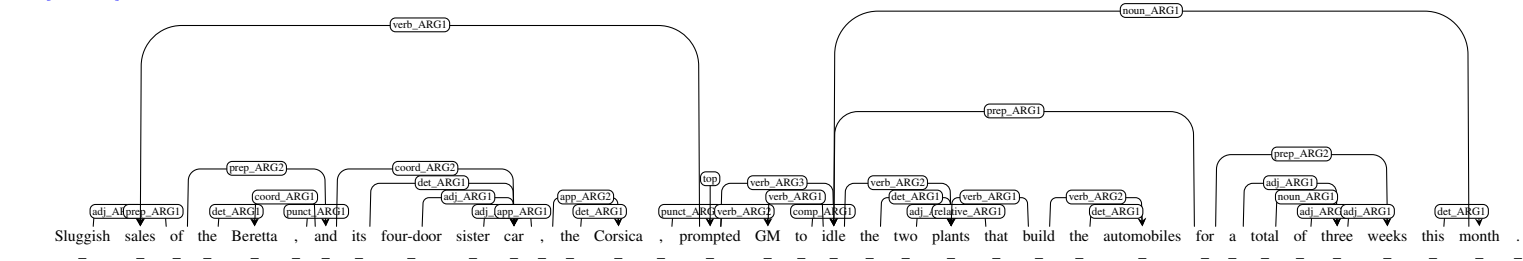 verb_ARG1 noun_ARG1
prep_ARG1
prep_ARG2 coord_ARG2 prep_ARG2
top det_ARG1 verb_ARG3 verb_ARG2 adj_ARG1
coord_ARG1 adj_ARG1 app_ARG2 verb_ARG1 det_ARG1 verb_ARG1 verb_ARG2 noun_ARG1
prep_ARG1 det_ARG1 punct_ARG1 app_ARG1 det_ARG1 verb_ARG2 comp_ARG1 det_ARG1 adj_ARG1 det_ARG1
Sluggish sales of the Beretta , and its four-door sister car , the Corsica , prompted GM to idle the two plants that build the automobiles for a total of three weeks this month .